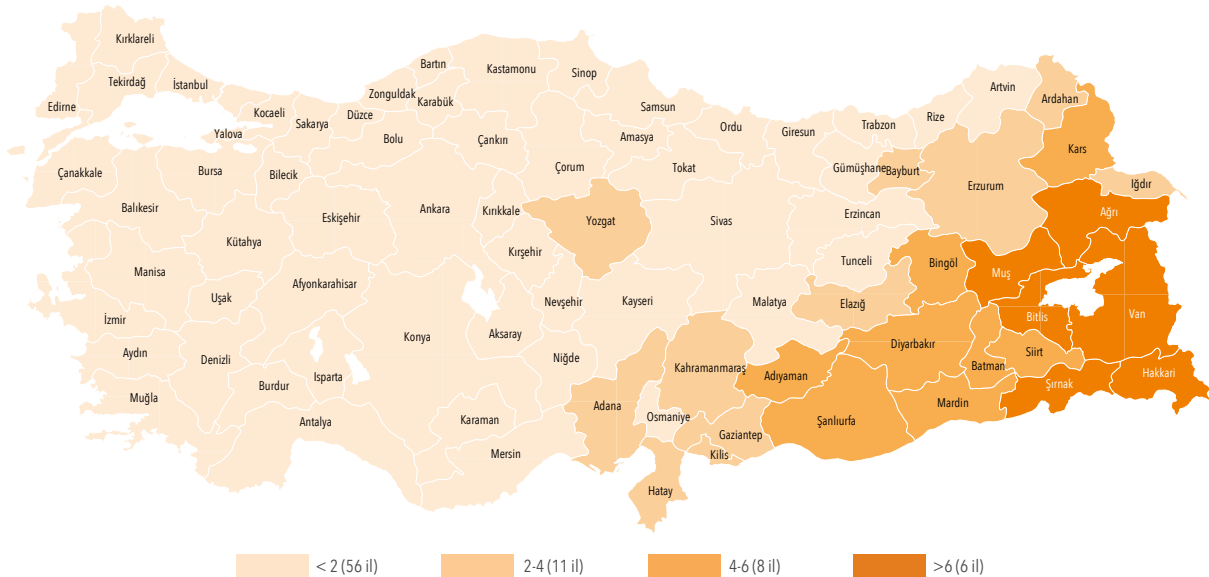 Kırklareli
Tekirdağ
İstanbul
Edirne
Kocaeli
Yalova
Sakarya
Düzce
Zonguldak
Bartın
Karabük
Kastamonu
Sinop
Bolu
Çankırı
Samsun
Amasya
Ordu
Giresun
Trabzon
Rize
Artvin
Ardahan
Kars
Çanakkale
Bursa
Bilecik
Çorum
Tokat
Gümüşhane
Bayburt
Erzurum
Iğdır
Balıkesir
Kütahya
Eskişehir
Ankara
Kırıkkale
Yozgat
Sivas
Erzincan
Ağrı
Manisa
Uşak
Afyonkarahisar
Kırşehir
Tunceli
Bingöl
Muş
İzmir
Konya
Aksaray
Nevşehir
Kayseri
Malatya
Elazığ
Bitlis
Van
Aydın
Denizli
Burdur
Isparta
Niğde
Kahramanmaraş
Adıyaman
Diyarbakır
Batman
Siirt
Şırnak
Hakkari
Muğla
Antalya
Karaman
Mersin
Adana
Osmaniye
Gaziantep
Kilis
Şanlıurfa
Mardin
Hatay
< 2 (56 il)
2-4 (11 il)
4-6 (8 il)
>6 (6 il)